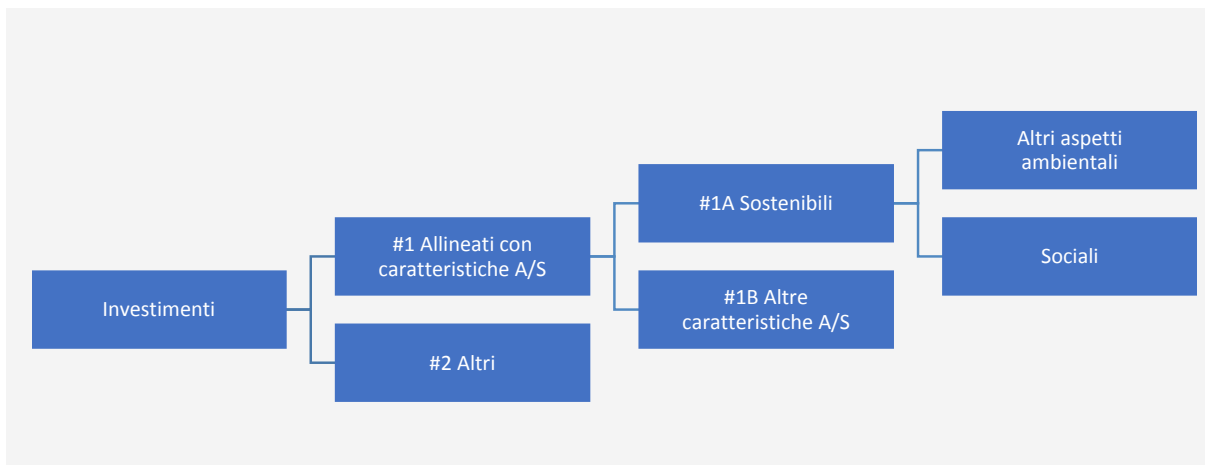 Altri aspetti
ambientali
#1A Sostenibili
#1 Allineati con
caratteristiche A/S
Sociali
Investimenti
#1B Altre
caratteristiche A/S
#2 Altri